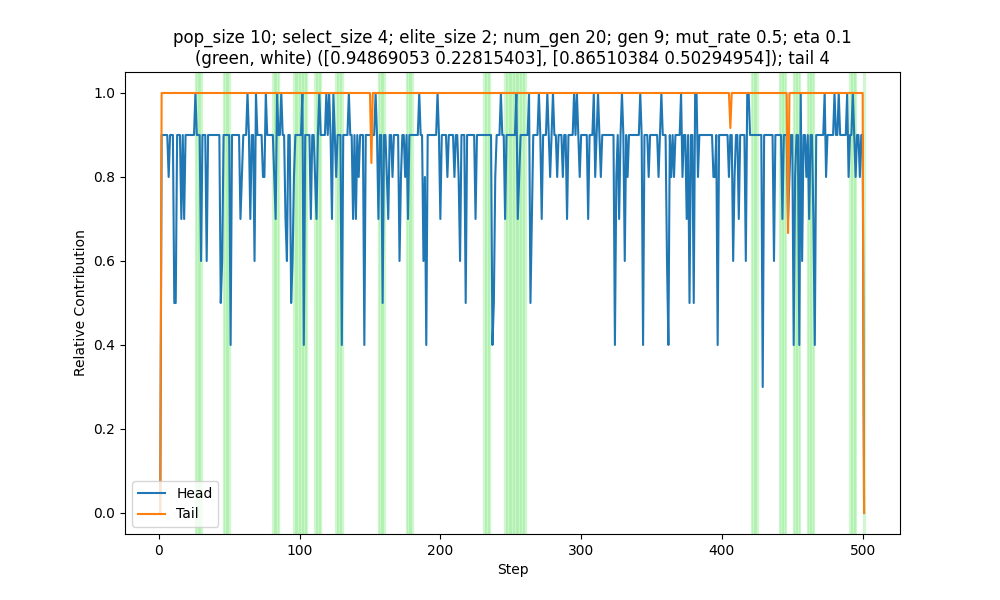 pop_size 10; select_size 4; elite_size 2; num_gen 20; gen 9; mut_rate 0.5; eta 0.1
(green, white) ([0.94869053 0.22815403], [0.86510384 0.50294954]); tail 4
1.0
0.8
0.6
0.4
0.2
0.0
Relative Contribution
Head
Tail
0 100 200 300 400 500
Step